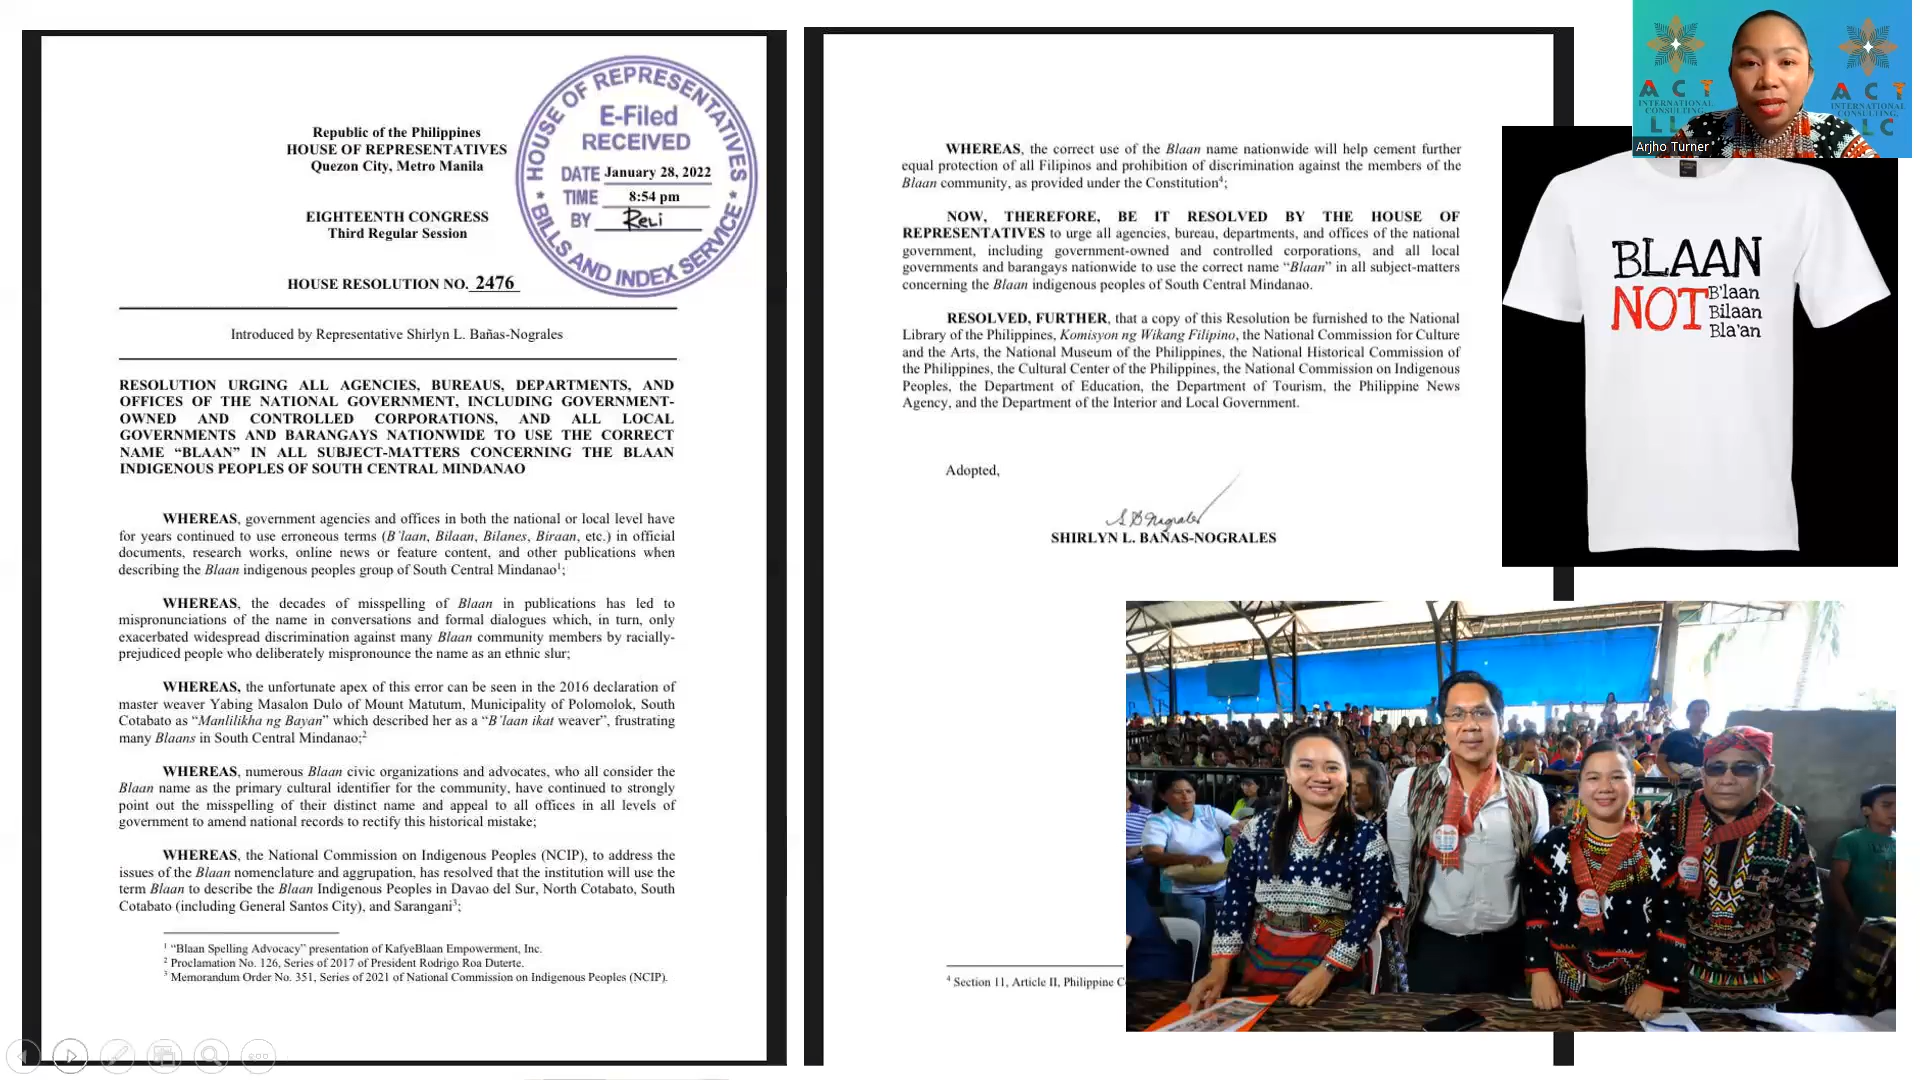 Republic of the Philippines
HOUSE OF REPRESENTATIVES
Quezon City, Metro Manila
EIGHTEENTH CONGRESS
Third Regular Session
HOUSE RESOLUTION NO. 2476
HOUSE OF REPRESENTATIVES
E-Filed
RECEIVED
DATE January 28, 2022
TIME 8:54 pm
BY
* BILLS AND INDEX SERVICE *
Introduced by Representative Shirlyn L. Bañas-Nograles
RESOLUTION URGING ALL AGENCIES, BUREAUS, DEPARTMENTS, AND
OFFICES OF THE NATIONAL GOVERNMENT, INCLUDING GOVERNMENT-
OWNED AND CONTROLLED CORPORATIONS, AND ALL LOCAL
GOVERNMENTS AND BARANGAYS NATIONWIDE TO USE THE CORRECT
NAME “BLAAN” IN ALL SUBJECT-MATTERS CONCERNING THE BLAAN
INDIGENOUS PEOPLES OF SOUTH CENTRAL MINDANAO
WHEREAS, government agencies and offices in both the national or local level have
for years continued to use erroneous terms (B’laan, Bilaan, Bilanes, Biraan, etc.) in official
documents, research works, online news or feature content, and other publications when
describing the Blaan indigenous peoples group of South Central Mindanao¹;
WHEREAS, the decades of misspelling of Blaan in publications has led to
mispronunciations of the name in conversations and formal dialogues which, in turn, only
exacerbated widespread discrimination against many Blaan community members by racially-
prejudiced people who deliberately mispronounce the name as an ethnic slur;
WHEREAS, the unfortunate apex of this error can be seen in the 2016 declaration of
master weaver Yabing Masalon Dulo of Mount Matutum, Municipality of Polomolok, South
Cotabato as “Manlilikha ng Bayan” which described her as a “B’laan ikat weaver”, frustrating
many Blaans in South Central Mindanao;²
WHEREAS, numerous Blaan civic organizations and advocates, who all consider the
Blaan name as the primary cultural identifier for the community, have continued to strongly
point out the misspelling of their distinct name and appeal to all offices in all levels of
government to amend national records to rectify this historical mistake;
WHEREAS, the National Commission on Indigenous Peoples (NCIP), to address the
issues of the Blaan nomenclature and aggrupation, has resolved that the institution will use the
term Blaan to describe the Blaan Indigenous Peoples in Davao del Sur, North Cotabato, South
Cotabato (including General Santos City), and Sarangani³;
¹ “Blaan Spelling Advocacy” presentation of KafyeBlaan Empowerment, Inc.
² Proclamation No. 126, Series of 2017 of President Rodrigo Roa Duterte.
³ Memorandum Order No. 351, Series of 2021 of National Commission on Indigenous Peoples (NCIP).
WHEREAS, the correct use of the Blaan name nationwide will help cement further
equal protection of all Filipinos and prohibition of discrimination against the members of the
Blaan community, as provided under the Constitution⁴;
NOW, THEREFORE, BE IT RESOLVED BY THE HOUSE OF
REPRESENTATIVES to urge all agencies, bureau, departments, and offices of the national
government, including government-owned and controlled corporations, and all local
governments and barangays nationwide to use the correct name “Blaan” in all subject-matters
concerning the Blaan indigenous peoples of South Central Mindanao.
RESOLVED, FURTHER, that a copy of this Resolution be furnished to the National
Library of the Philippines, Komisyon ng Wikang Filipino, the National Commission for Culture
and the Arts, the National Museum of the Philippines, the National Historical Commission of
the Philippines, the Cultural Center of the Philippines, the National Commission on Indigenous
Peoples, the Department of Education, the Department of Tourism, the Philippine News
Agency, and the Department of the Interior and Local Government.
Adopted,
SHIRLYN L. BAÑAS-NOGRALES
⁴ Section 11, Article II, Philippine
ACT
INTERNATIONAL
CONSULTING,
ACT
INTERNATIONAL
CONSULTING,
Arjho Turner
BLAAN
NOT B'laan
Bilaan
Bla'an